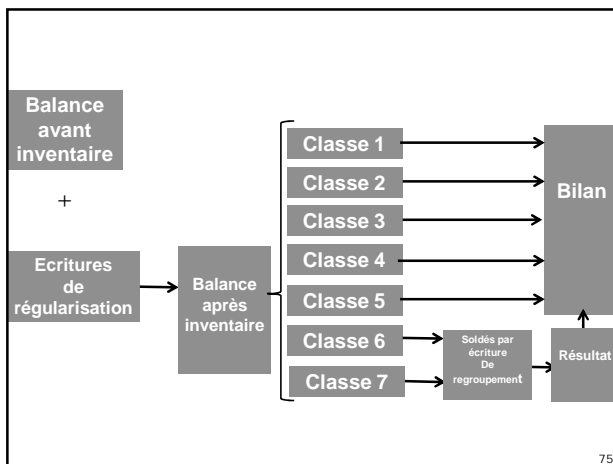 Balance
avant
inventaire
+
Ecritures
de
régularisation
Balance
après
inventaire
Classe 1
Classe 2
Classe 3
Classe 4
Classe 5
Classe 6
Classe 7
Soldés par
écriture
De
regroupement
Bilan
Résultat
75